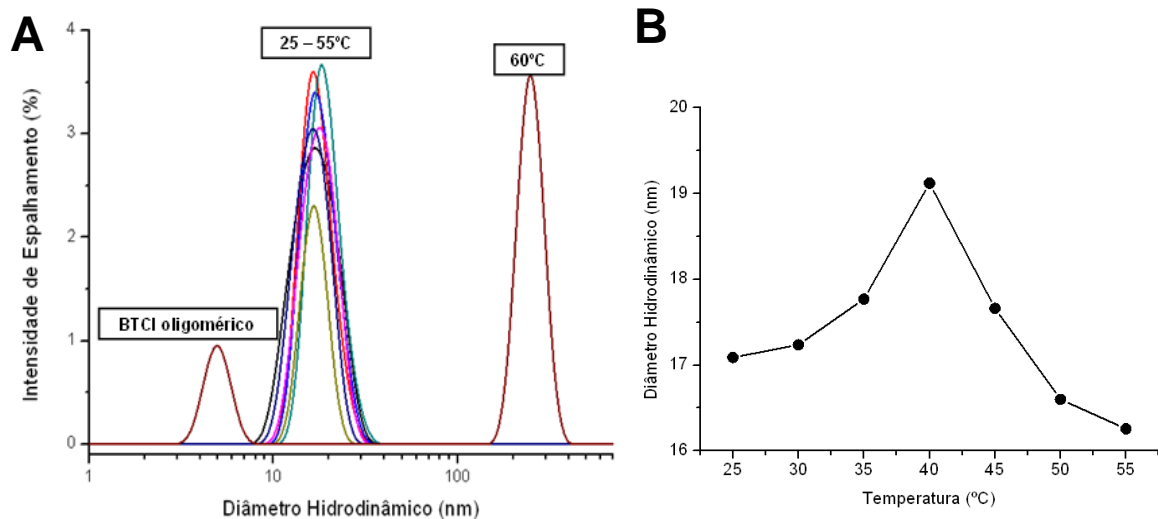 A
4
3
2
1
0
Intensidade de Espalhamento (%)
25 – 55ºC
60ºC
BTCI oligomérico
1
10
100
Diâmetro Hidrodinâmico (nm)
B
20
19
18
17
16
Diâmetro Hidrodinâmico (nm)
25
30
35
40
45
50
55
Temperatura (ºC)